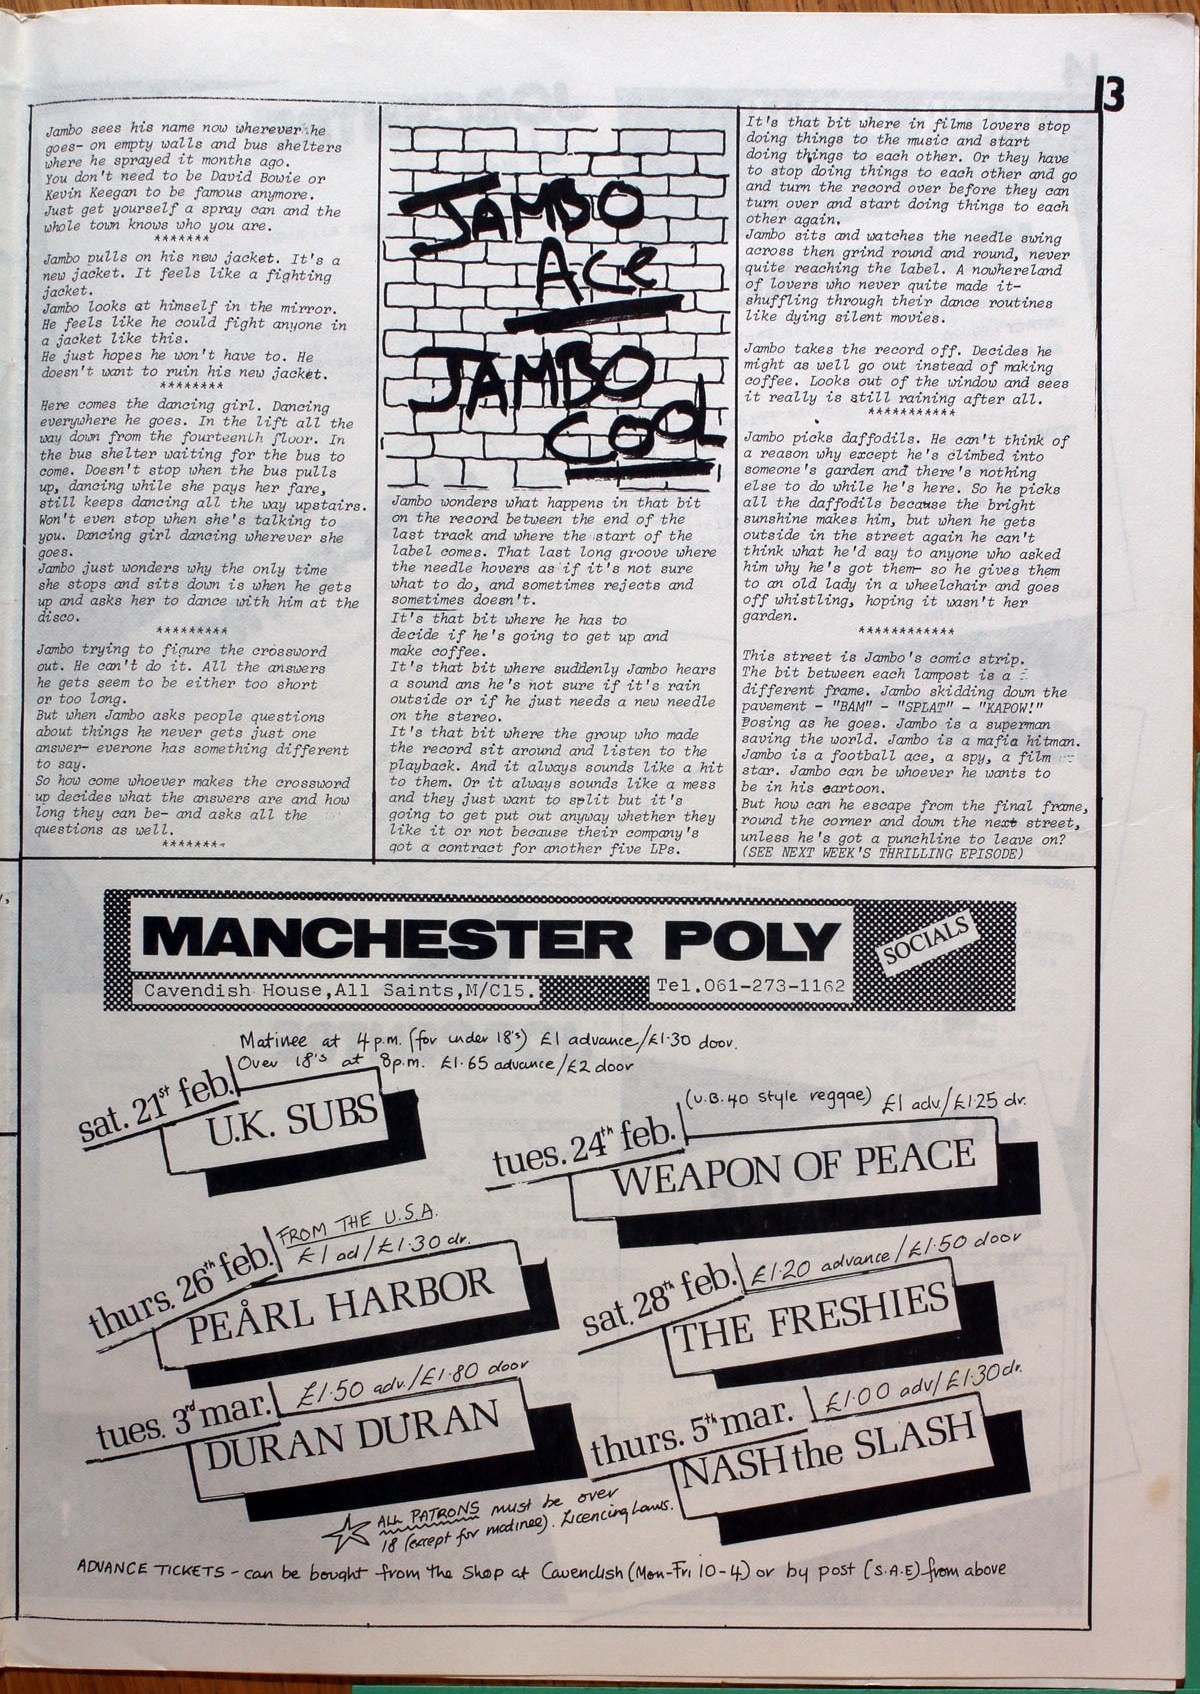 13
Jambo sees his name now wherever he
goes- on empty walls and bus shelters
where he sprayed it months ago.
You don't need to be David Bowie or
Kevin Keegan to be famous anymore.
Just get yourself a spray can and the
whole town knows who you are.
*******
Jambo pulls on his new jacket. It's a
new jacket. It feels like a fighting
jacket.
Jambo looks at himself in the mirror.
He feels like he could fight anyone in
a jacket like this.
He just hopes he won't have to. He
doesn't want to ruin his new jacket.
********
Here comes the dancing girl. Dancing
everywhere he goes. In the lift all the
way down from the fourteenth floor. In
the bus shelter waiting for the bus to
come. Doesn't stop when the bus pulls
up, dancing while she pays her fare,
still keeps dancing all the way upstairs.
Won't even stop when she's talking to
you. Dancing girl dancing wherever she
goes.
Jambo just wonders why the only time
she stops and sits down is when he gets
up and asks her to dance with him at the
disco.
*********
Jambo trying to figure the crossword
out. He can't do it. All the answers
he gets seem to be either too short
or too long.
But when Jambo asks people questions
about things he never gets just one
answer- everone has something different
to say.
So how come whoever makes the crossword
up decides what the answers are and how
long they can be- and asks all the
questions as well.
********
JAMBO
ACE
JAMBO
COOL
Jambo wonders what happens in that bit
on the record between the end of the
last track and where the start of the
label comes. That last long groove where
the needle hovers as if it's not sure
what to do, and sometimes rejects and
sometimes doesn't.
It's that bit where he has to
decide if he's going to get up and
make coffee.
It's that bit where suddenly Jambo hears
a sound ans he's not sure if it's rain
outside or if he just needs a new needle
on the stereo.
It's that bit where the group who made
the record sit around and listen to the
playback. And it always sounds like a hit
to them. Or it always sounds like a mess
and they just want to split but it's
going to get put out anyway whether they
like it or not because their company's
got a contract for another five LPs.
It's that bit where in films lovers stop
doing things to the music and start
doing things to each other. Or they have
to stop doing things to each other and go
and turn the record over before they can
turn over and start doing things to each
other again.
Jambo sits and watches the needle swing
across then grind round and round, never
quite reaching the label. A nowhereland
of lovers who never quite made it-
shuffling through their dance routines
like dying silent movies.
Jambo takes the record off. Decides he
might as well go out instead of making
coffee. Looks out of the window and sees
it really is still raining after all.
***********
Jambo picks daffodils. He can't think of
a reason why except he's climbed into
someone's garden and there's nothing
else to do while he's here. So he picks
all the daffodils because the bright
sunshine makes him, but when he gets
outside in the street again he can't
think what he'd say to anyone who asked
him why he's got them- so he gives them
to an old lady in a wheelchair and goes
off whistling, hoping it wasn't her
garden.
************
This street is Jambo's comic strip.
The bit between each lampost is a
different frame. Jambo skidding down the
pavement - "BAM" - "SPLAT" - "KAPOW!"
Posing as he goes. Jambo is a superman
saving the world. Jambo is a mafia hitman.
Jambo is a football ace, a spy, a film
star. Jambo can be whoever he wants to
be in his cartoon.
But how can he escape from the final frame,
round the corner and down the next street,
unless he's got a punchline to leave on?
(SEE NEXT WEEK'S THRILLING EPISODE)
MANCHESTER POLY
SOCIALS
Cavendish House,All Saints,M/C15.
Tel.061-273-1162
Matinee at 4 p.m. (for under 18's) £1 advance/£1·30 door.
Over 18's at 8p.m. £1·65 advance/£2 door
sat. 21st feb.
U.K. SUBS
(U.B.40 style reggae) £1 adv/£1·25 dr.
tues. 24th feb.
WEAPON OF PEACE
FROM THE U.S.A.
£1 ad/£1·30 dr.
thurs. 26th feb.
PEARL HARBOR
£1·20 advance/£1·50 door
sat. 28th feb.
THE FRESHIES
£1·50 adv./£1·80 door
tues. 3rd mar.
DURAN DURAN
£1·00 adv/£1·30 dr.
thurs. 5th mar.
NASH the SLASH
ALL PATRONS must be over
18 (except for matinee). Licencing Laws.
ADVANCE TICKETS - can be bought from the Shop at Cavendish (Mon-Fri 10-4) or by post (S.A.E) from above